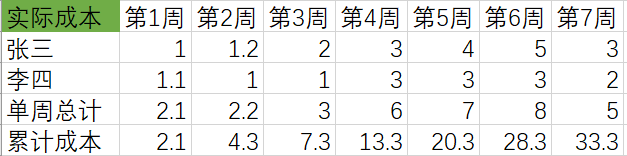 实际成本 第1周 第2周 第3周 第4周 第5周 第6周 第7周
张三 1 1.2 2 3 4 5 3
李四 1.1 1 1 3 3 3 2
单周总计 2.1 2.2 3 6 7 8 5
累计成本 2.1 4.3 7.3 13.3 20.3 28.3 33.3